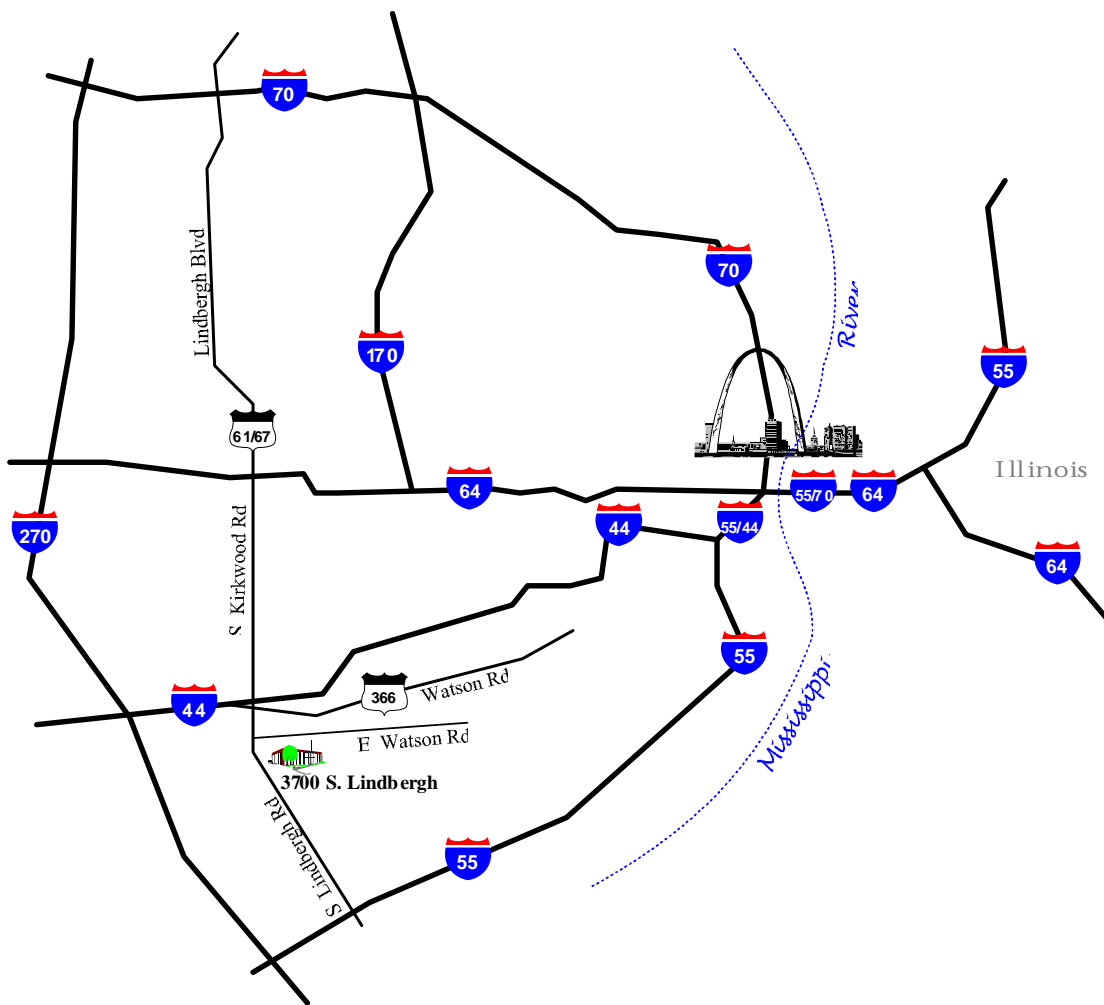 70
Lindbergh Blvd
70
River
170
55
61/67
Illinois
64
55/70
64
270
S Kirkwood Rd
44
55/44
64
55
366
Watson Rd
44
Mississippi
E Watson Rd
3700 S. Lindbergh
S Lindbergh Rd
55